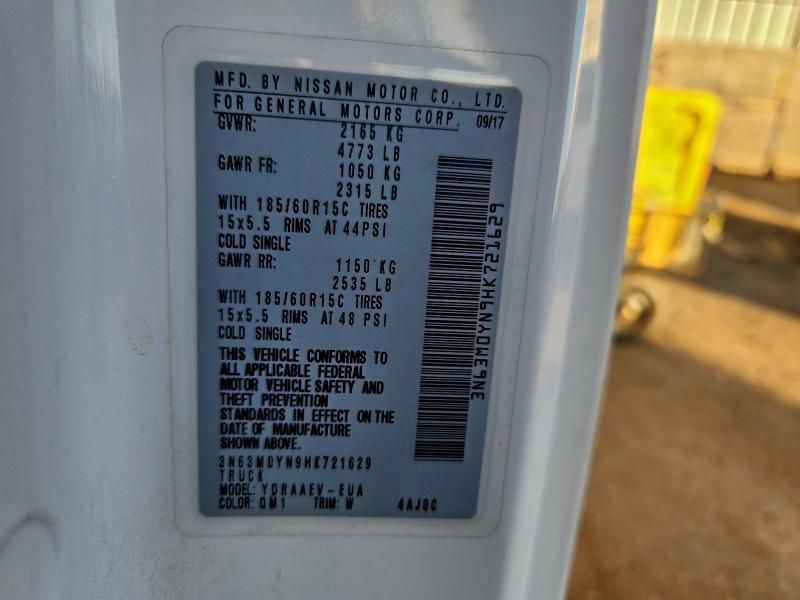 MFD. BY NISSAN MOTOR CO., LTD.
FOR GENERAL MOTORS CORP. 09/17
GVWR: 2165 KG
4773 LB
GAWR FR: 1050 KG
2315 LB
WITH 185/60R15C TIRES
15x5.5 RIMS AT 44PSI
COLD SINGLE
GAWR RR: 1150 KG
2535 LB
WITH 185/60R15C TIRES
15x5.5 RIMS AT 48 PSI
COLD SINGLE
THIS VEHICLE CONFORMS TO
ALL APPLICABLE FEDERAL
MOTOR VEHICLE SAFETY AND
THEFT PREVENTION
STANDARDS IN EFFECT ON THE
DATE OF MANUFACTURE
SHOWN ABOVE.
3N63M0YN9HK721629
TRUCK
MODEL: YDRAAEV-EUA
COLOR: QM1 TRIM: W 4AJ0C
3N63M0YN9HK721629